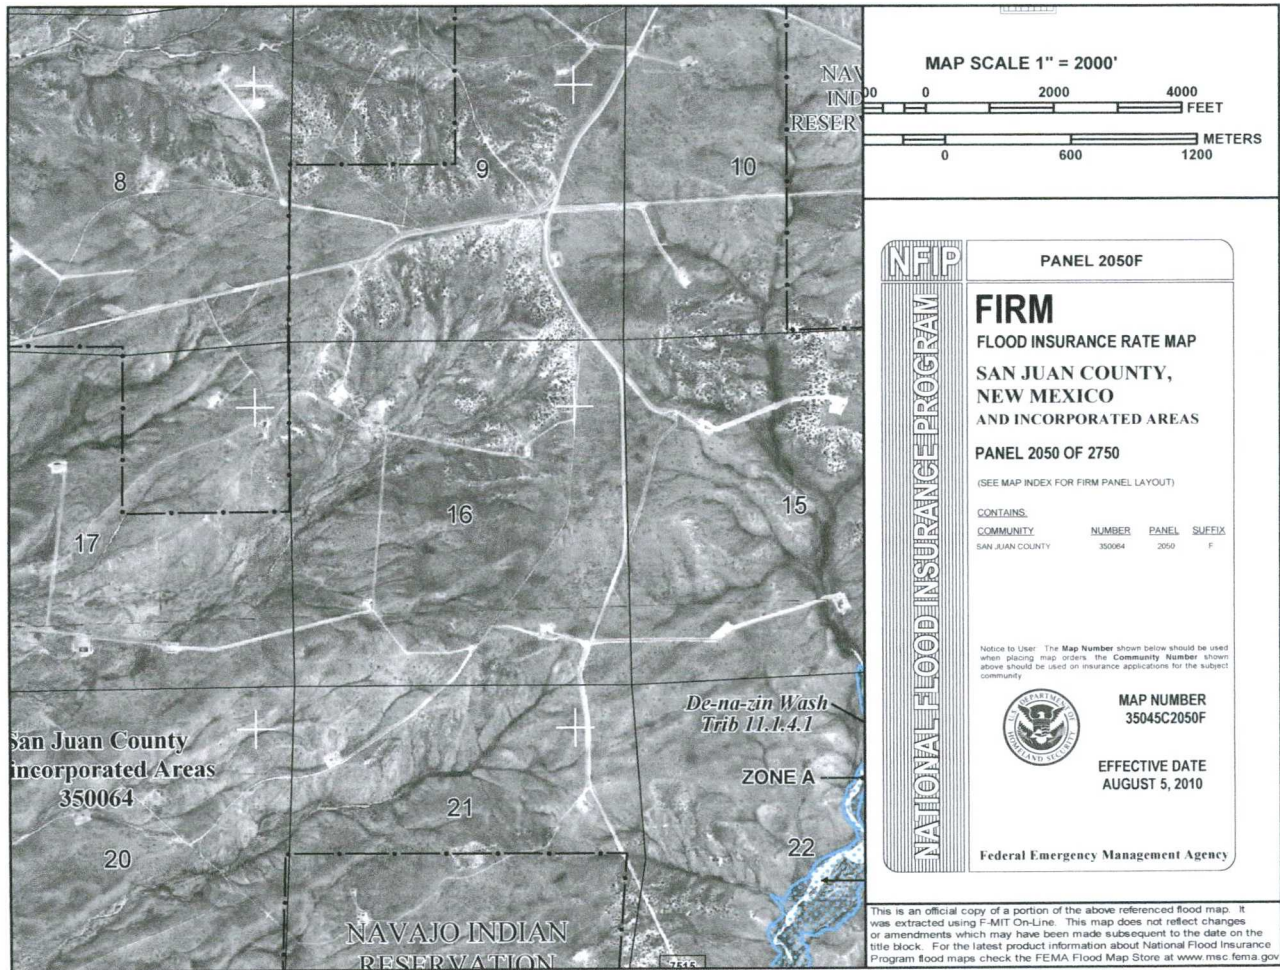 NAV
IND
RESERV
8
9
10
17
16
15
De-na-zin Wash
Trib 11.1.4.1
San Juan County
incorporated Areas
350064
ZONE A
21
20
22
NAVAJO INDIAN
RESERVATION
7515
MAP SCALE 1" = 2000'
00 0 2000 4000
FEET
METERS
0 600 1200
NFIP
PANEL 2050F
NATIONAL FLOOD INSURANCE PROGRAM
FIRM
FLOOD INSURANCE RATE MAP
SAN JUAN COUNTY,
NEW MEXICO
AND INCORPORATED AREAS
PANEL 2050 OF 2750
(SEE MAP INDEX FOR FIRM PANEL LAYOUT)
CONTAINS:
COMMUNITY NUMBER PANEL SUFFIX
SAN JUAN COUNTY 350064 2050 F
Notice to User: The Map Number shown below should be used
when placing map orders, the Community Number shown
above should be used on insurance applications for the subject
community.
U.S. DEPARTMENT OF
HOMELAND SECURITY
MAP NUMBER
35045C2050F
EFFECTIVE DATE
AUGUST 5, 2010
Federal Emergency Management Agency
This is an official copy of a portion of the above referenced flood map. It
was extracted using F-MIT On-Line. This map does not reflect changes
or amendments which may have been made subsequent to the date on the
title block. For the latest product information about National Flood Insurance
Program flood maps check the FEMA Flood Map Store at www.msc.fema.gov